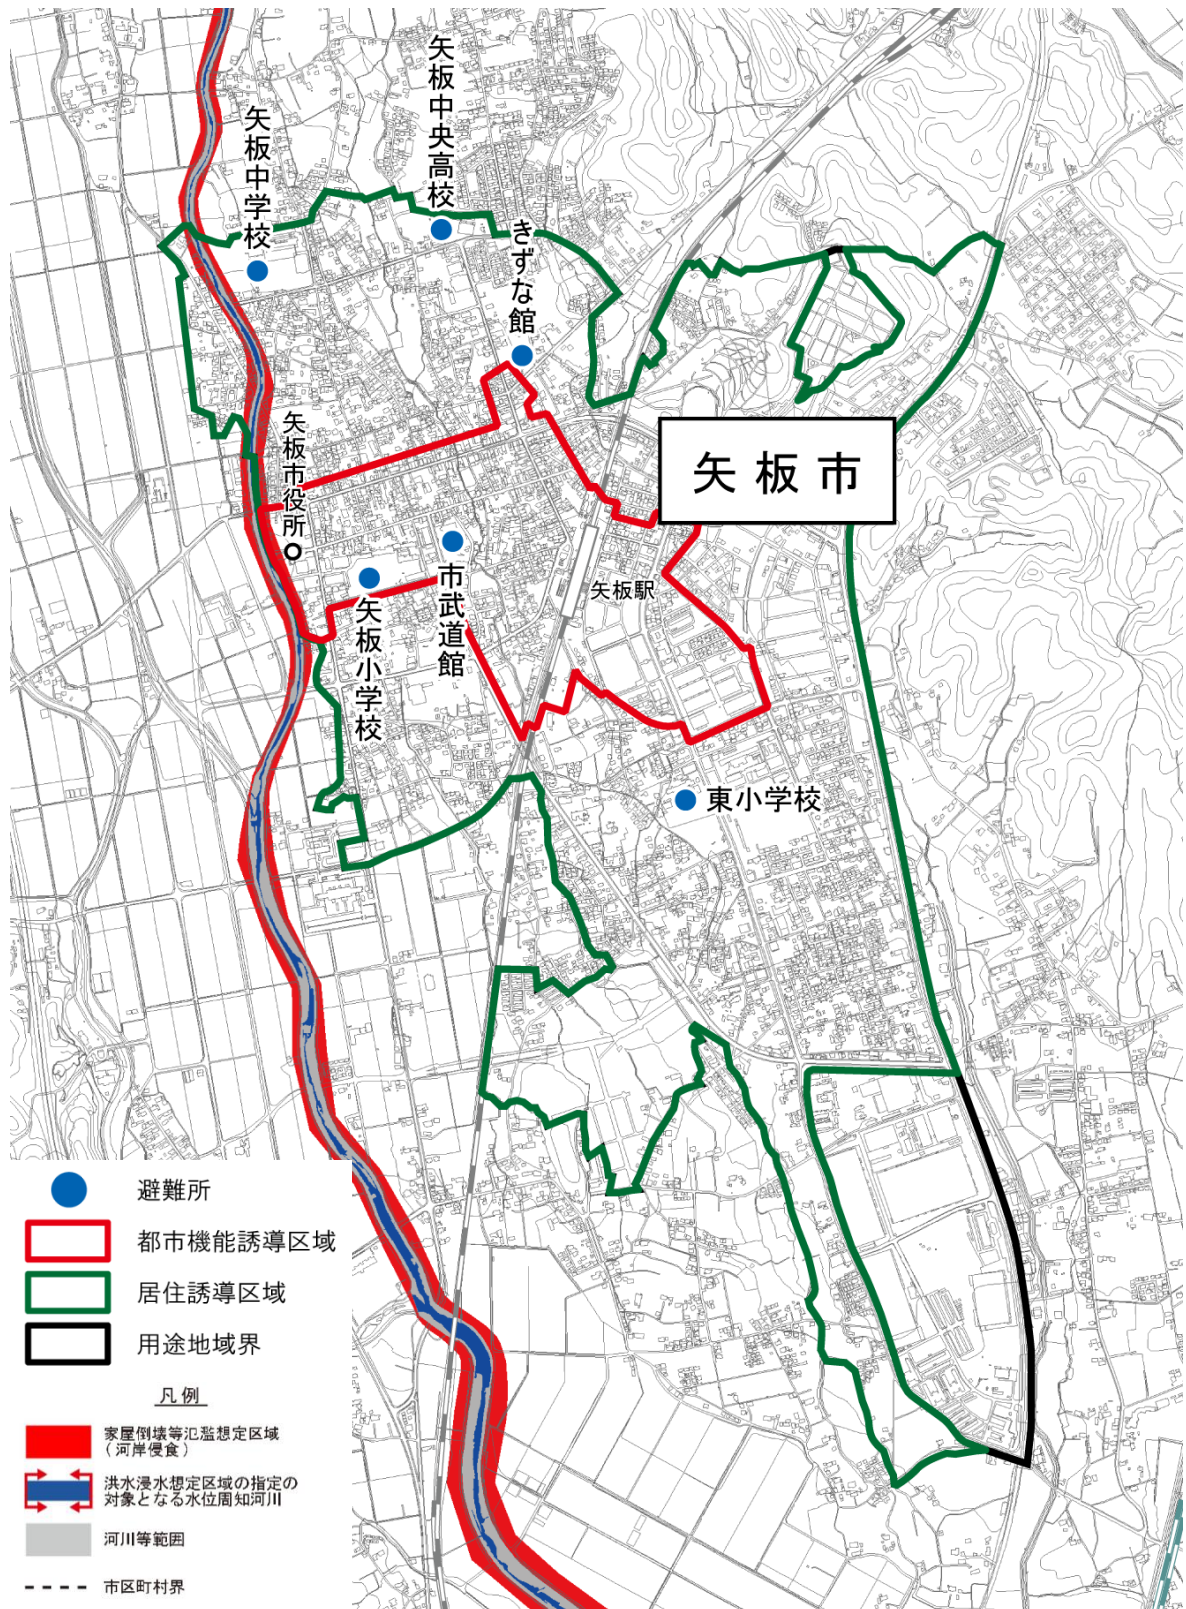 矢板中央高校
矢板中学校
きずな館
矢板市役所
矢板市
矢板駅
市武道館
矢板小学校
東小学校
避難所
都市機能誘導区域
居住誘導区域
用途地域界
凡例
家屋倒壊等氾濫想定区域
(河岸侵食)
洪水浸水想定区域の指定の
対象となる水位周知河川
河川等範囲
市区町村界